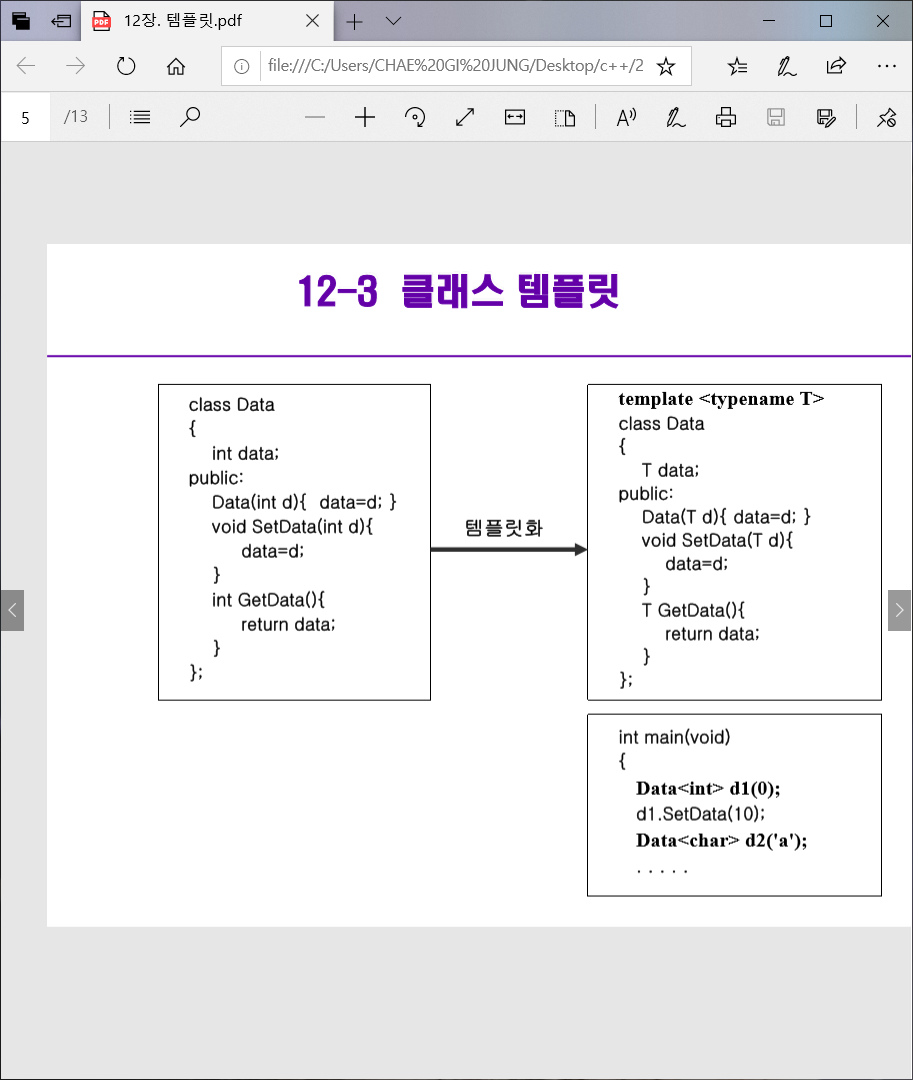 12장. 템플릿.pdf
file:///C:/Users/CHAE%20GI%20JUNG/Desktop/c++/2
5 /13
12-3 클래스 템플릿
class Data
{
int data;
public:
Data(int d){ data=d; }
void SetData(int d){
data=d;
}
int GetData(){
return data;
}
};
템플릿화
template <typename T>
class Data
{
T data;
public:
Data(T d){ data=d; }
void SetData(T d){
data=d;
}
T GetData(){
return data;
}
};
int main(void)
{
Data<int> d1(0);
d1.SetData(10);
Data<char> d2('a');
. . . . .